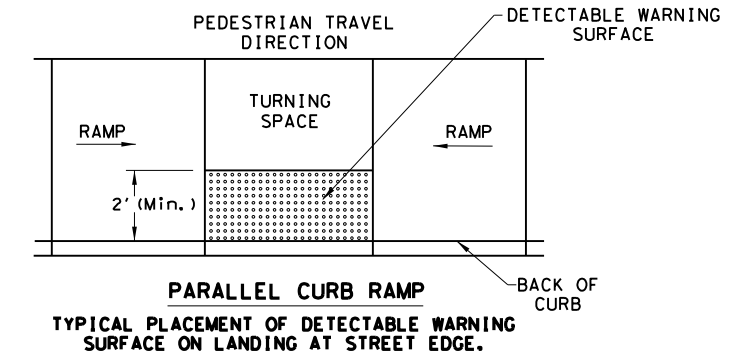 PEDESTRIAN TRAVEL
DIRECTION
DETECTABLE WARNING
SURFACE
TURNING
SPACE
RAMP
RAMP
2' (Min.)
BACK OF
CURB
PARALLEL CURB RAMP
TYPICAL PLACEMENT OF DETECTABLE WARNING
SURFACE ON LANDING AT STREET EDGE.